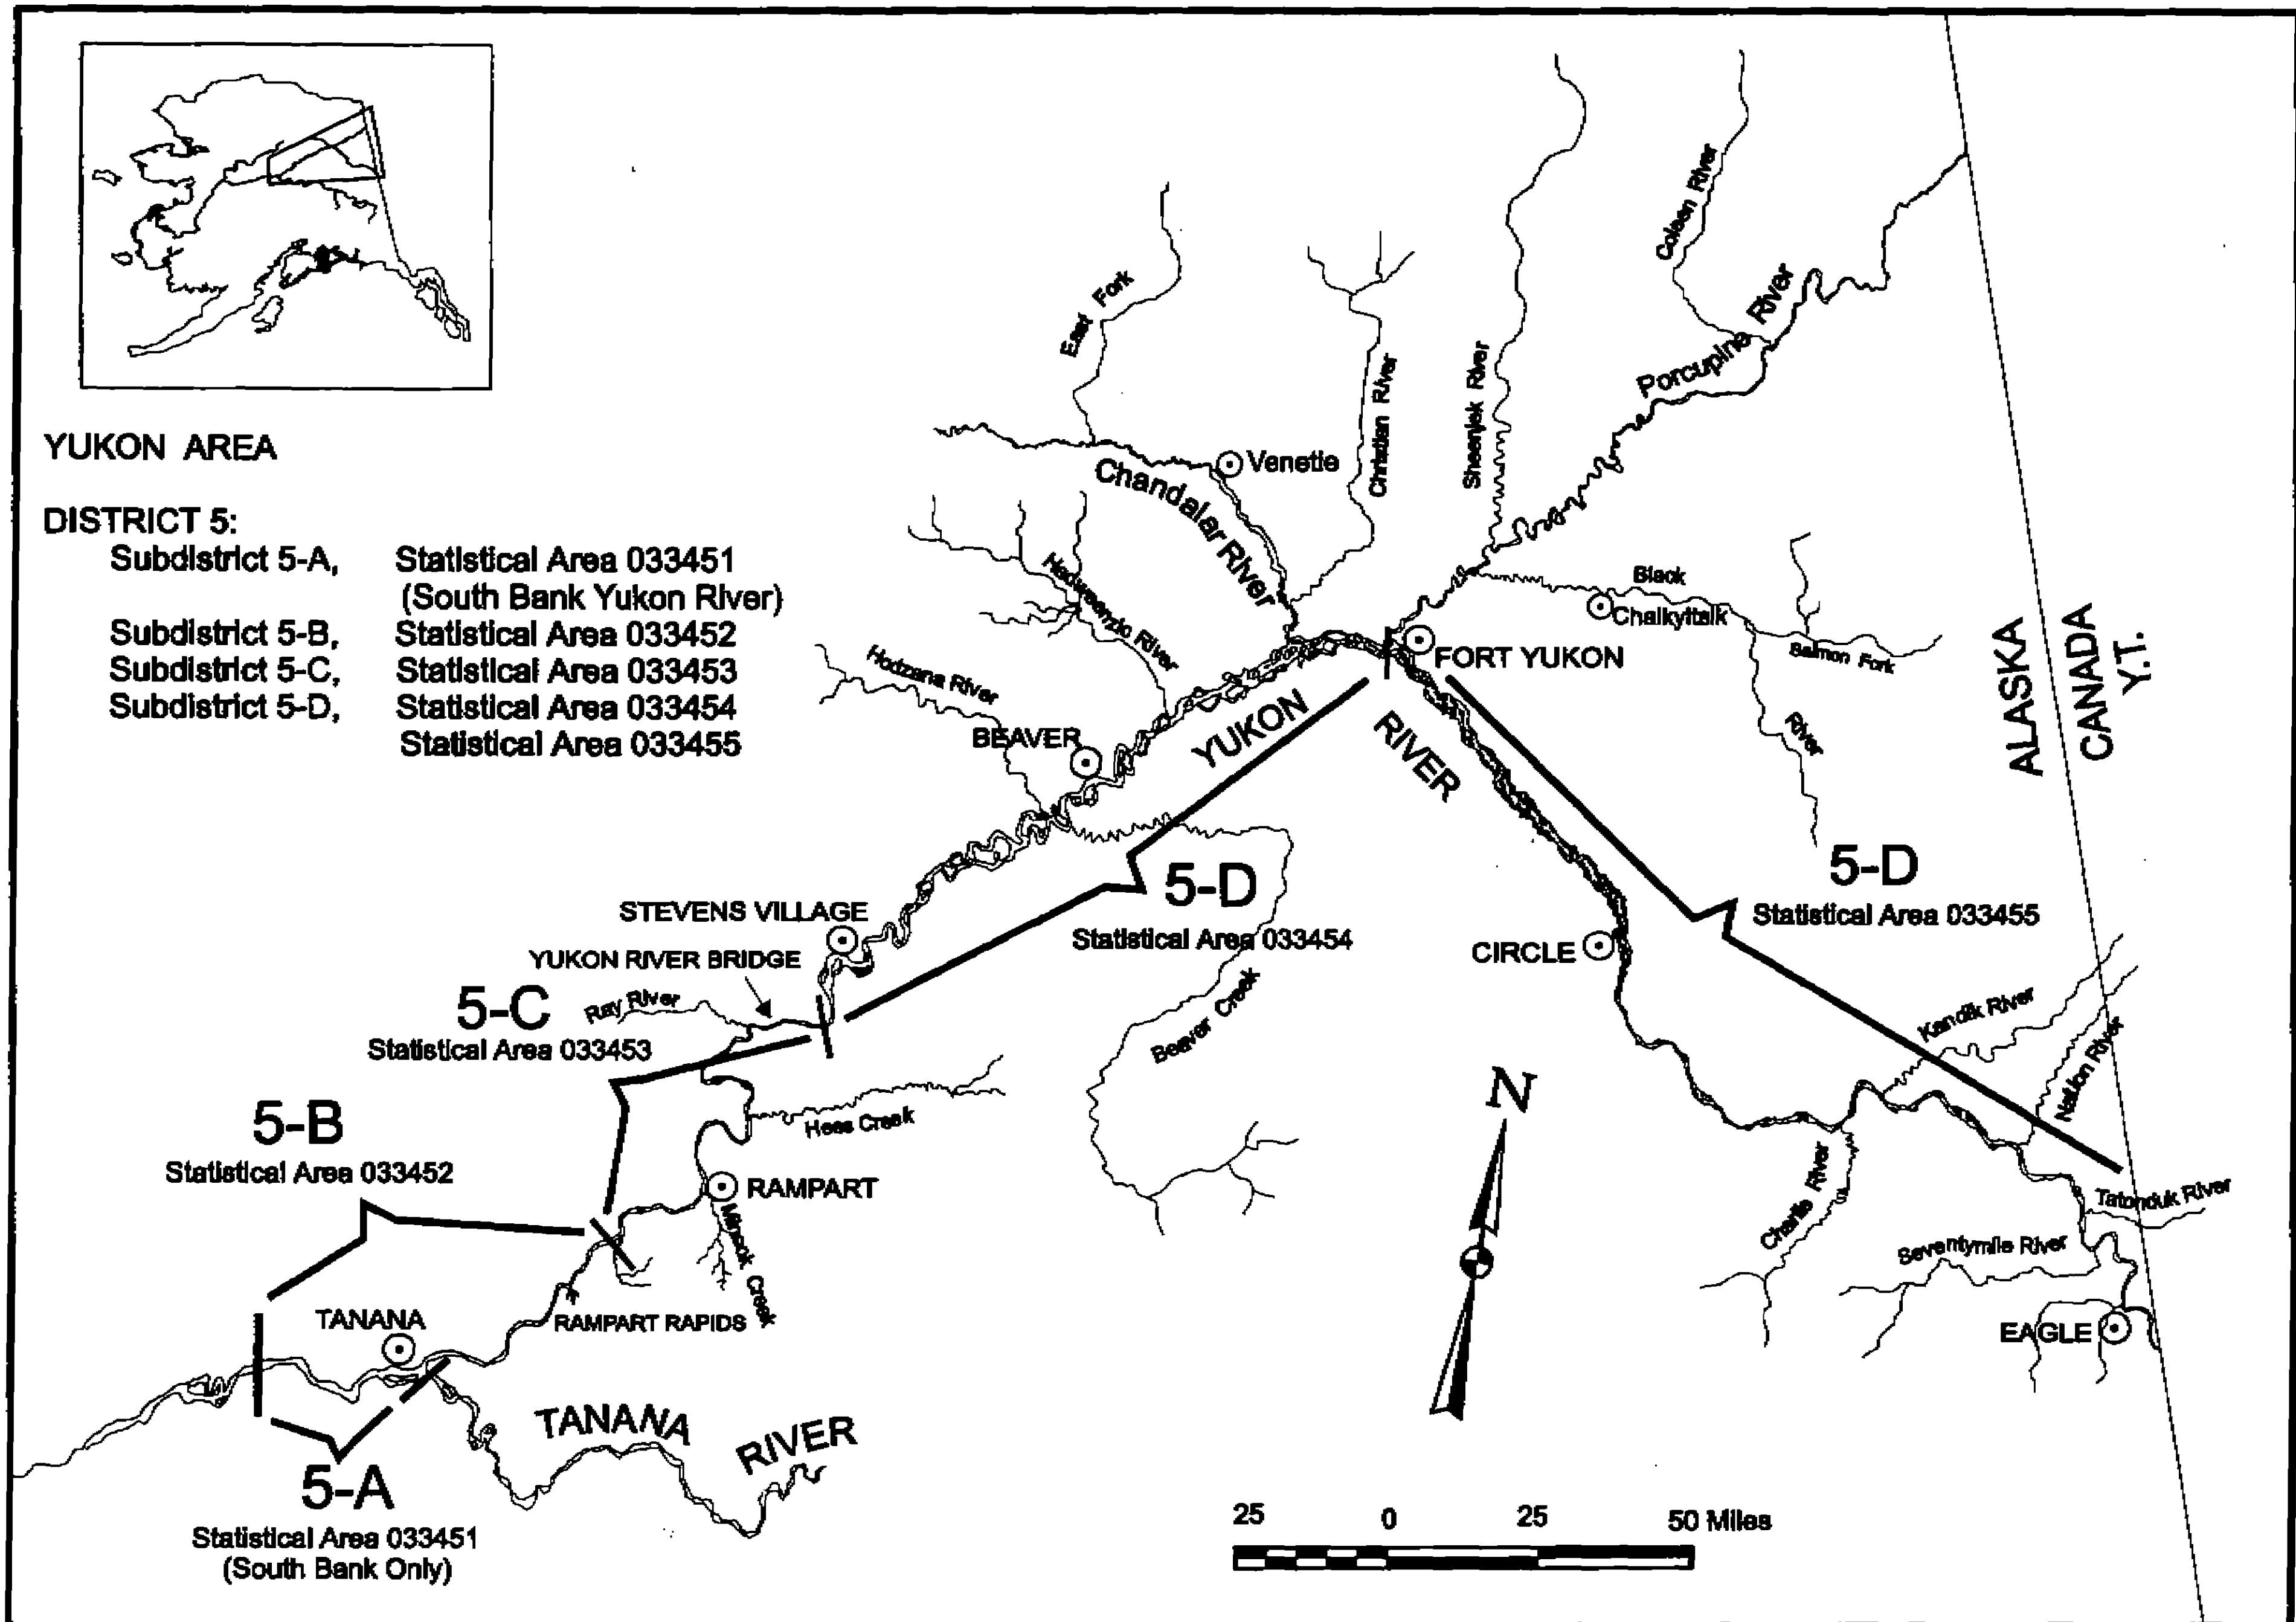 YUKON AREA
DISTRICT 5:
Subdistrict 5-A, Statistical Area 033451
(South Bank Yukon River)
Subdistrict 5-B, Statistical Area 033452
Subdistrict 5-C, Statistical Area 033453
Subdistrict 5-D, Statistical Area 033454
Statistical Area 033455
East Fork
Chandalar River
Venetie
Christian River
Sheenjek River
Coleen River
Porcupine River
Hadweenzic River
Hodzana River
BEAVER
YUKON
RIVER
FORT YUKON
Black
River
Chalkyitsik
Salmon Fork
ALASKA
CANADA
Y.T.
5-D
Statistical Area 033454
5-D
Statistical Area 033455
STEVENS VILLAGE
YUKON RIVER BRIDGE
Ray River
5-C
Statistical Area 033453
CIRCLE
Beaver Creek
Kandik River
Nation River
Hess Creek
5-B
Statistical Area 033452
RAMPART
Minook Creek
RAMPART RAPIDS
TANANA
N
Charlie River
Tatonduk River
Seventymile River
EAGLE
TANANA
RIVER
5-A
Statistical Area 033451
(South Bank Only)
25 0 25 50 Miles